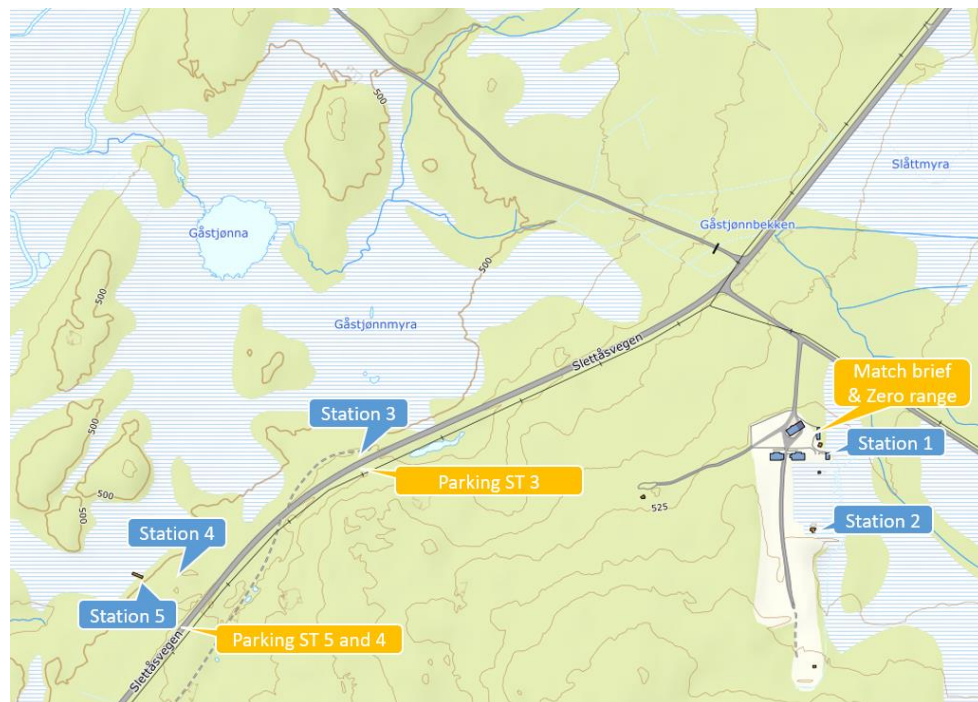 500
Slåttmyra
Gåstjønna
Gåstjønnbekken
500
500
Gåstjønnmyra
Slettåsvegen
Match brief
& Zero range
Station 3
500
Station 1
Parking ST 3
500
525
500
Station 2
Station 4
Station 5
Parking ST 5 and 4
Slettåsvegen